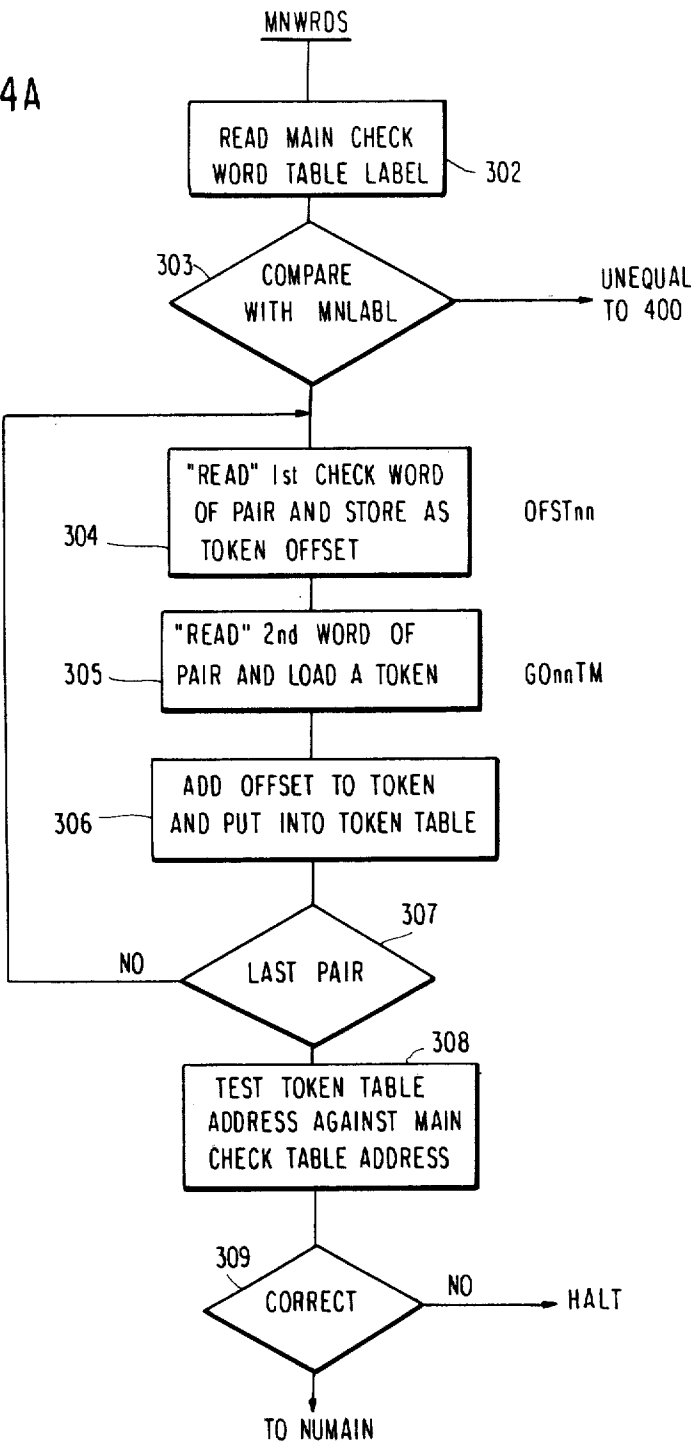 MNWRDS
4A
READ MAIN CHECK
WORD TABLE LABEL
302
303
COMPARE
WITH MNLABL
UNEQUAL
TO 400
"READ" 1st CHECK WORD
OF PAIR AND STORE AS
TOKEN OFFSET
304
OFSTnn
"READ" 2nd WORD OF
PAIR AND LOAD A TOKEN
305
GOnnTM
ADD OFFSET TO TOKEN
AND PUT INTO TOKEN TABLE
306
307
LAST PAIR
NO
308
TEST TOKEN TABLE
ADDRESS AGAINST MAIN
CHECK TABLE ADDRESS
309
CORRECT
NO
HALT
TO NUMAIN